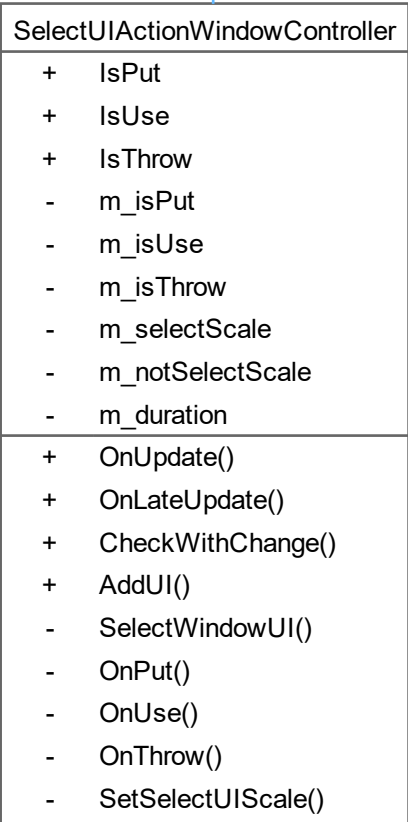 SelectUIActionWindowController
+ IsPut
+ IsUse
+ IsThrow
- m_isPut
- m_isUse
- m_isThrow
- m_selectScale
- m_notSelectScale
- m_duration
+ OnUpdate()
+ OnLateUpdate()
+ CheckWithChange()
+ AddUI()
- SelectWindowUI()
- OnPut()
- OnUse()
- OnThrow()
- SetSelectUIScale()